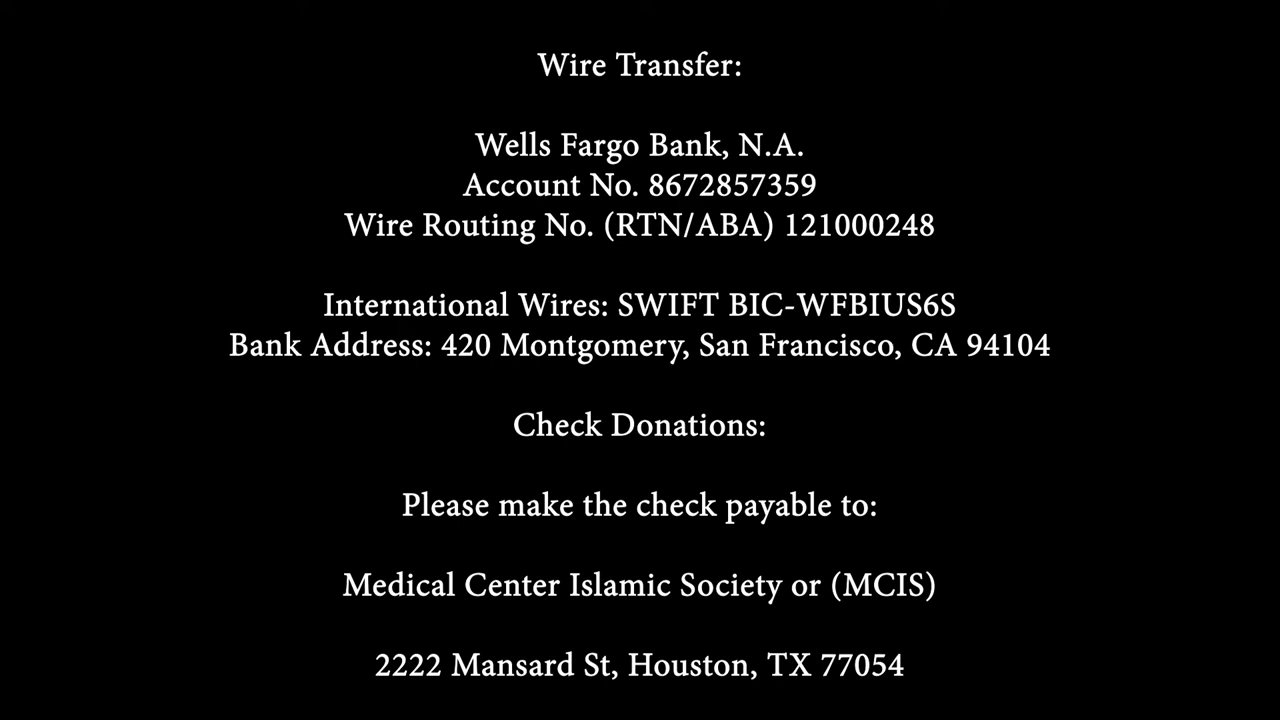 Wire Transfer:
Wells Fargo Bank, N.A.
Account No. 8672857359
Wire Routing No. (RTN/ABA) 121000248
International Wires: SWIFT BIC-WFBIUS6S
Bank Address: 420 Montgomery, San Francisco, CA 94104
Check Donations:
Please make the check payable to:
Medical Center Islamic Society or (MCIS)
2222 Mansard St, Houston, TX 77054